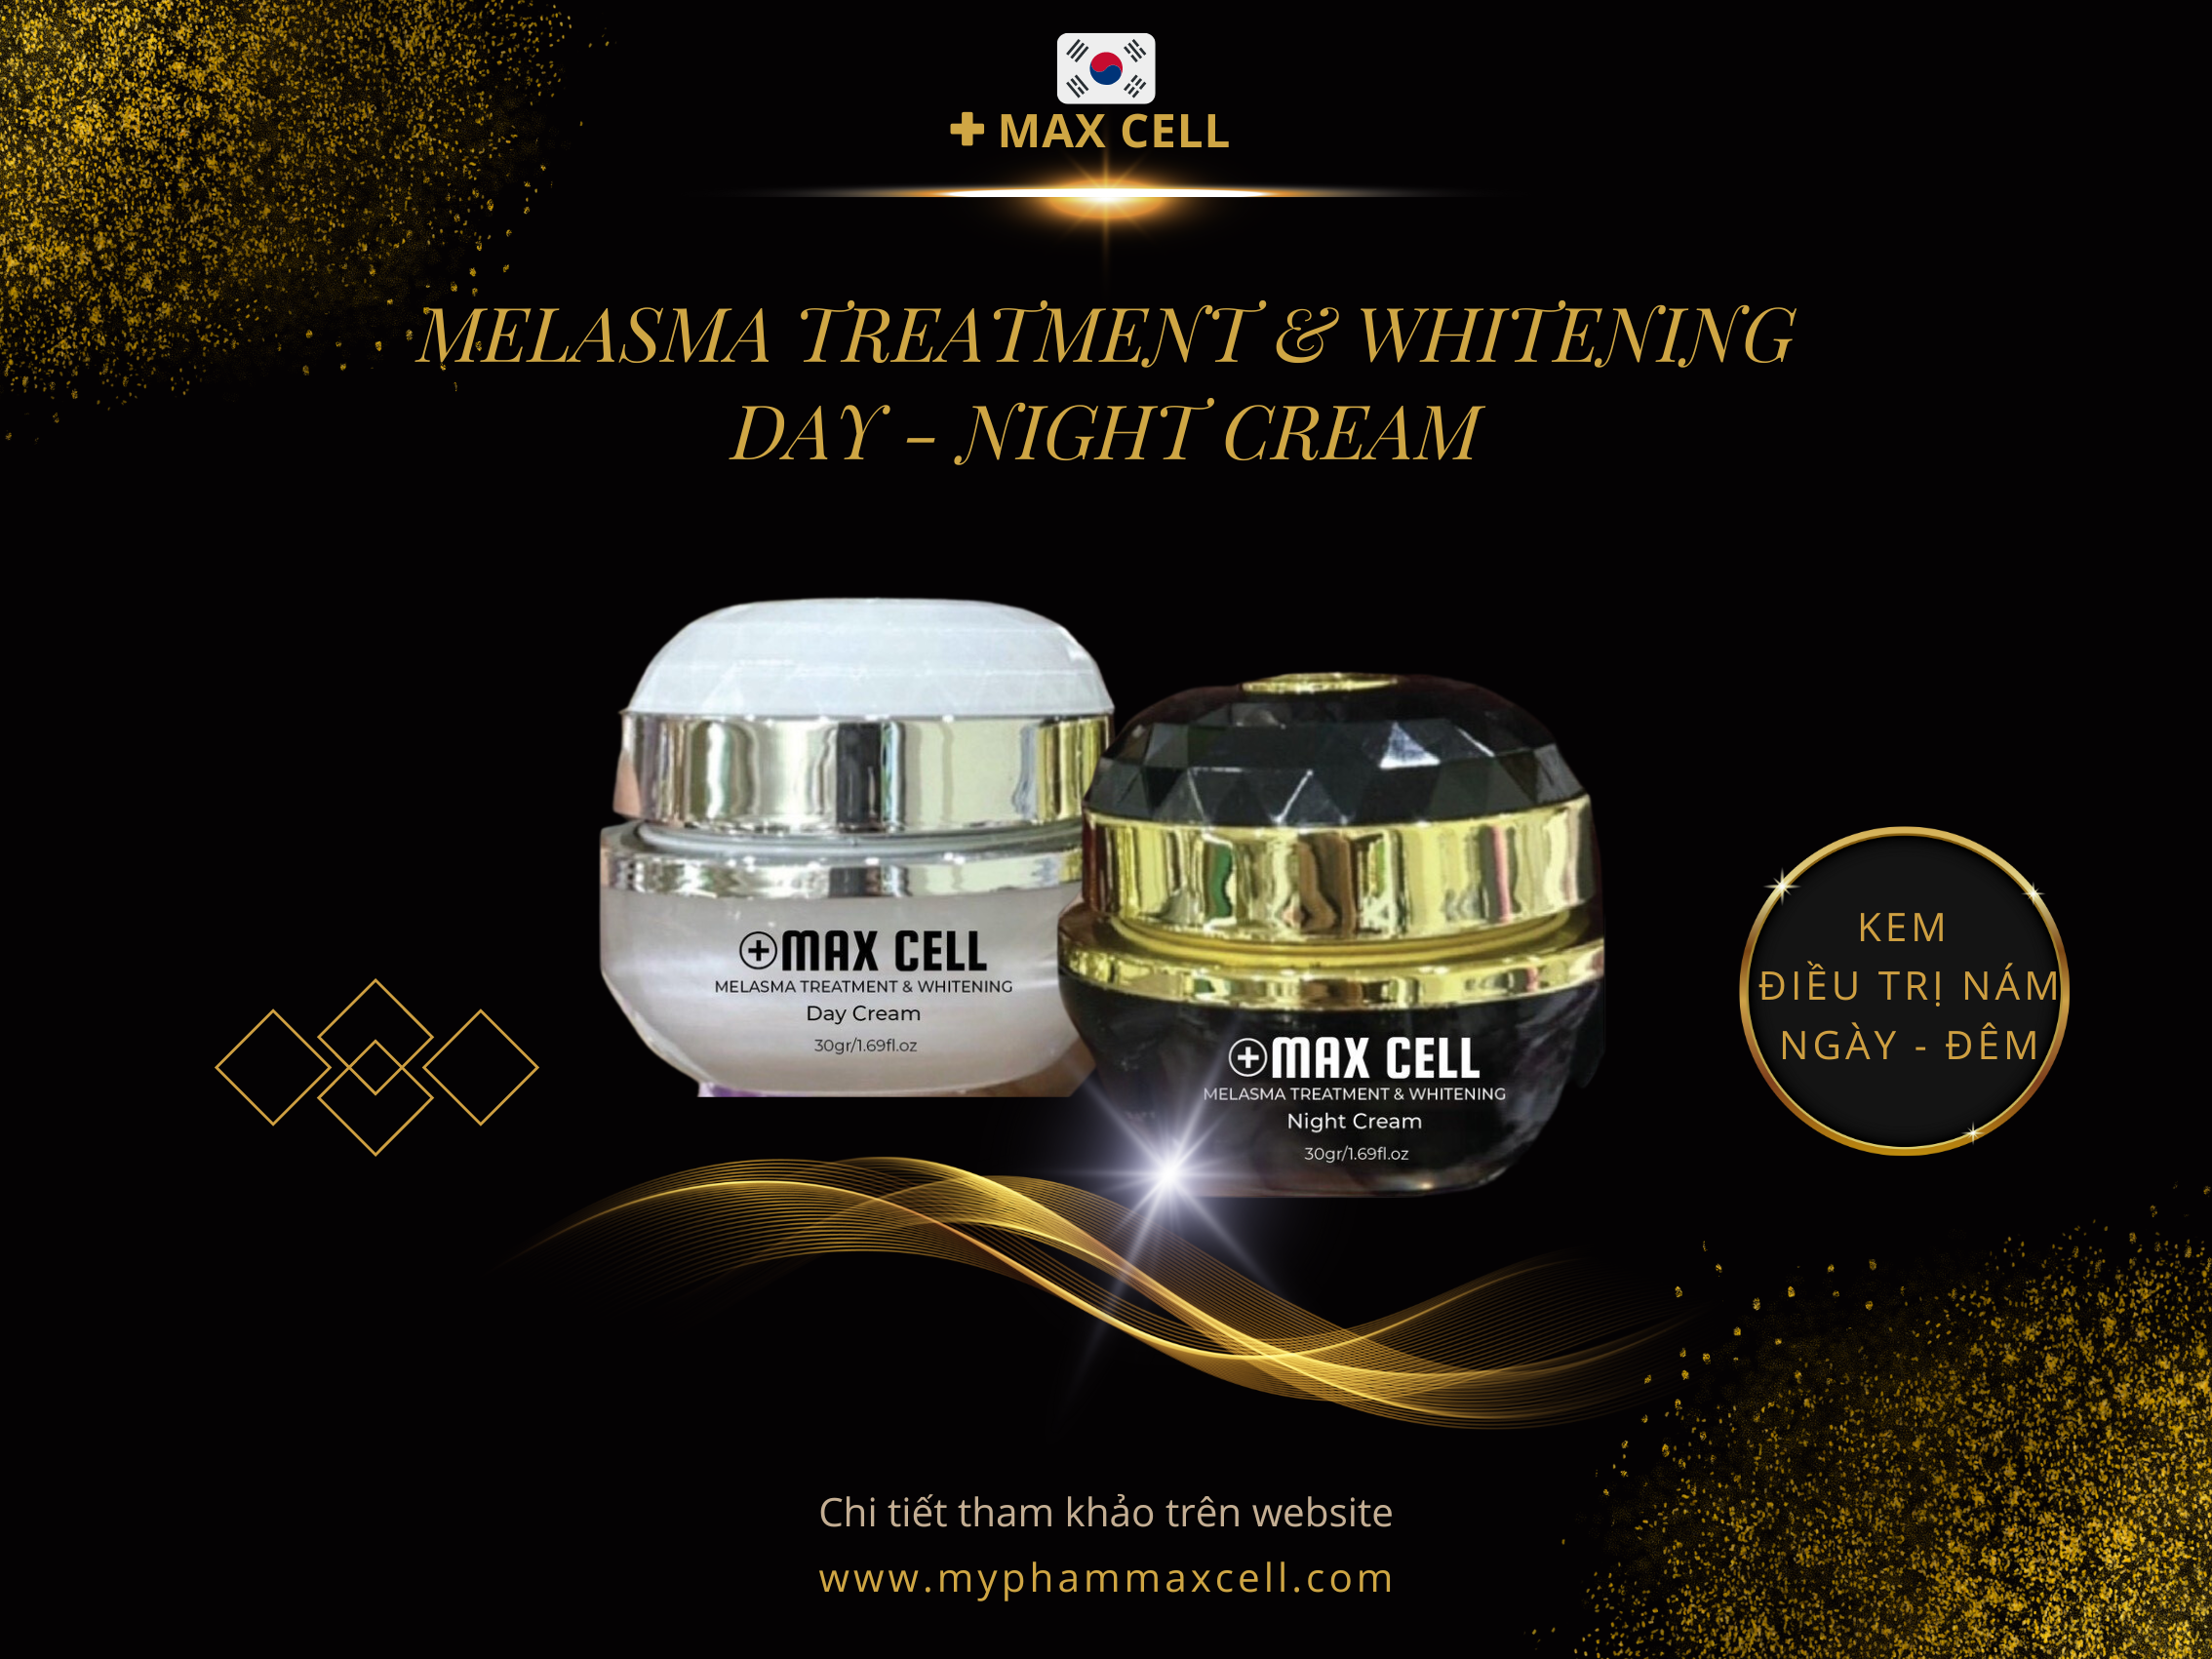 MAX CELL
MELASMA TREATMENT & WHITENING
DAY - NIGHT CREAM
MAX CELL
MELASMA TREATMENT & WHITENING
Day Cream
30gr/1.69fl.oz
MAX CELL
MELASMA TREATMENT & WHITENING
Night Cream
30gr/1.69fl.oz
KEM
ĐIỀU TRỊ NÁM
NGÀY - ĐÊM
Chi tiết tham khảo trên website
www.myphammaxcell.com